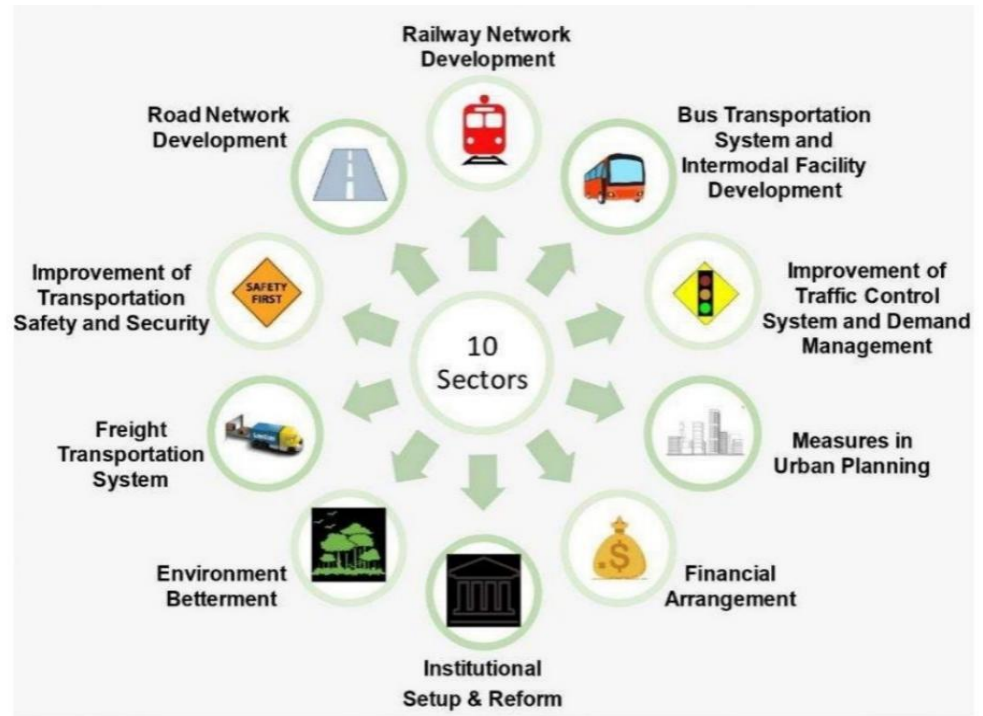 Railway Network
Development
Bus Transportation
System and
Intermodal Facility
Development
Improvement of
Traffic Control
System and Demand
Management
Measures in
Urban Planning
Financial
Arrangement
Institutional
Setup & Reform
Environment
Betterment
Freight
Transportation
System
Improvement of
Transportation
Safety and Security
Road Network
Development
10
Sectors
SAFETY
FIRST
$